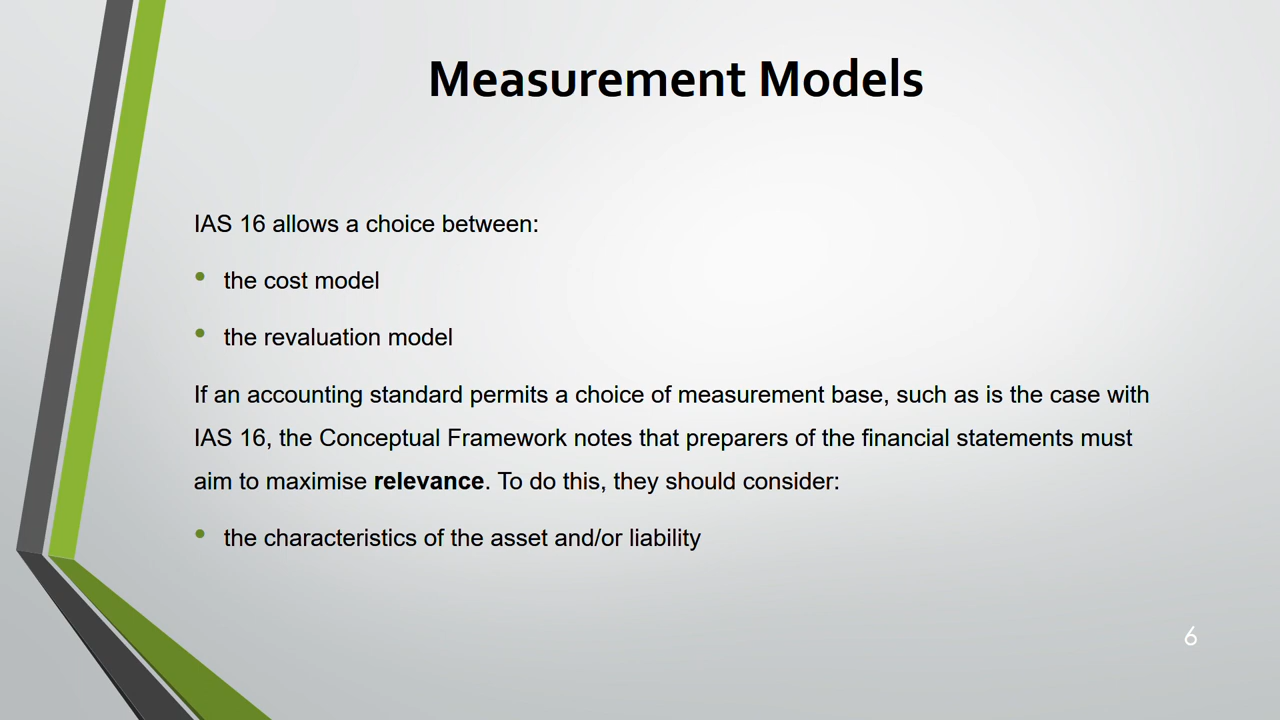 Measurement Models
IAS 16 allows a choice between:
• the cost model
• the revaluation model
If an accounting standard permits a choice of measurement base, such as is the case with
IAS 16, the Conceptual Framework notes that preparers of the financial statements must
aim to maximise relevance. To do this, they should consider:
• the characteristics of the asset and/or liability
6